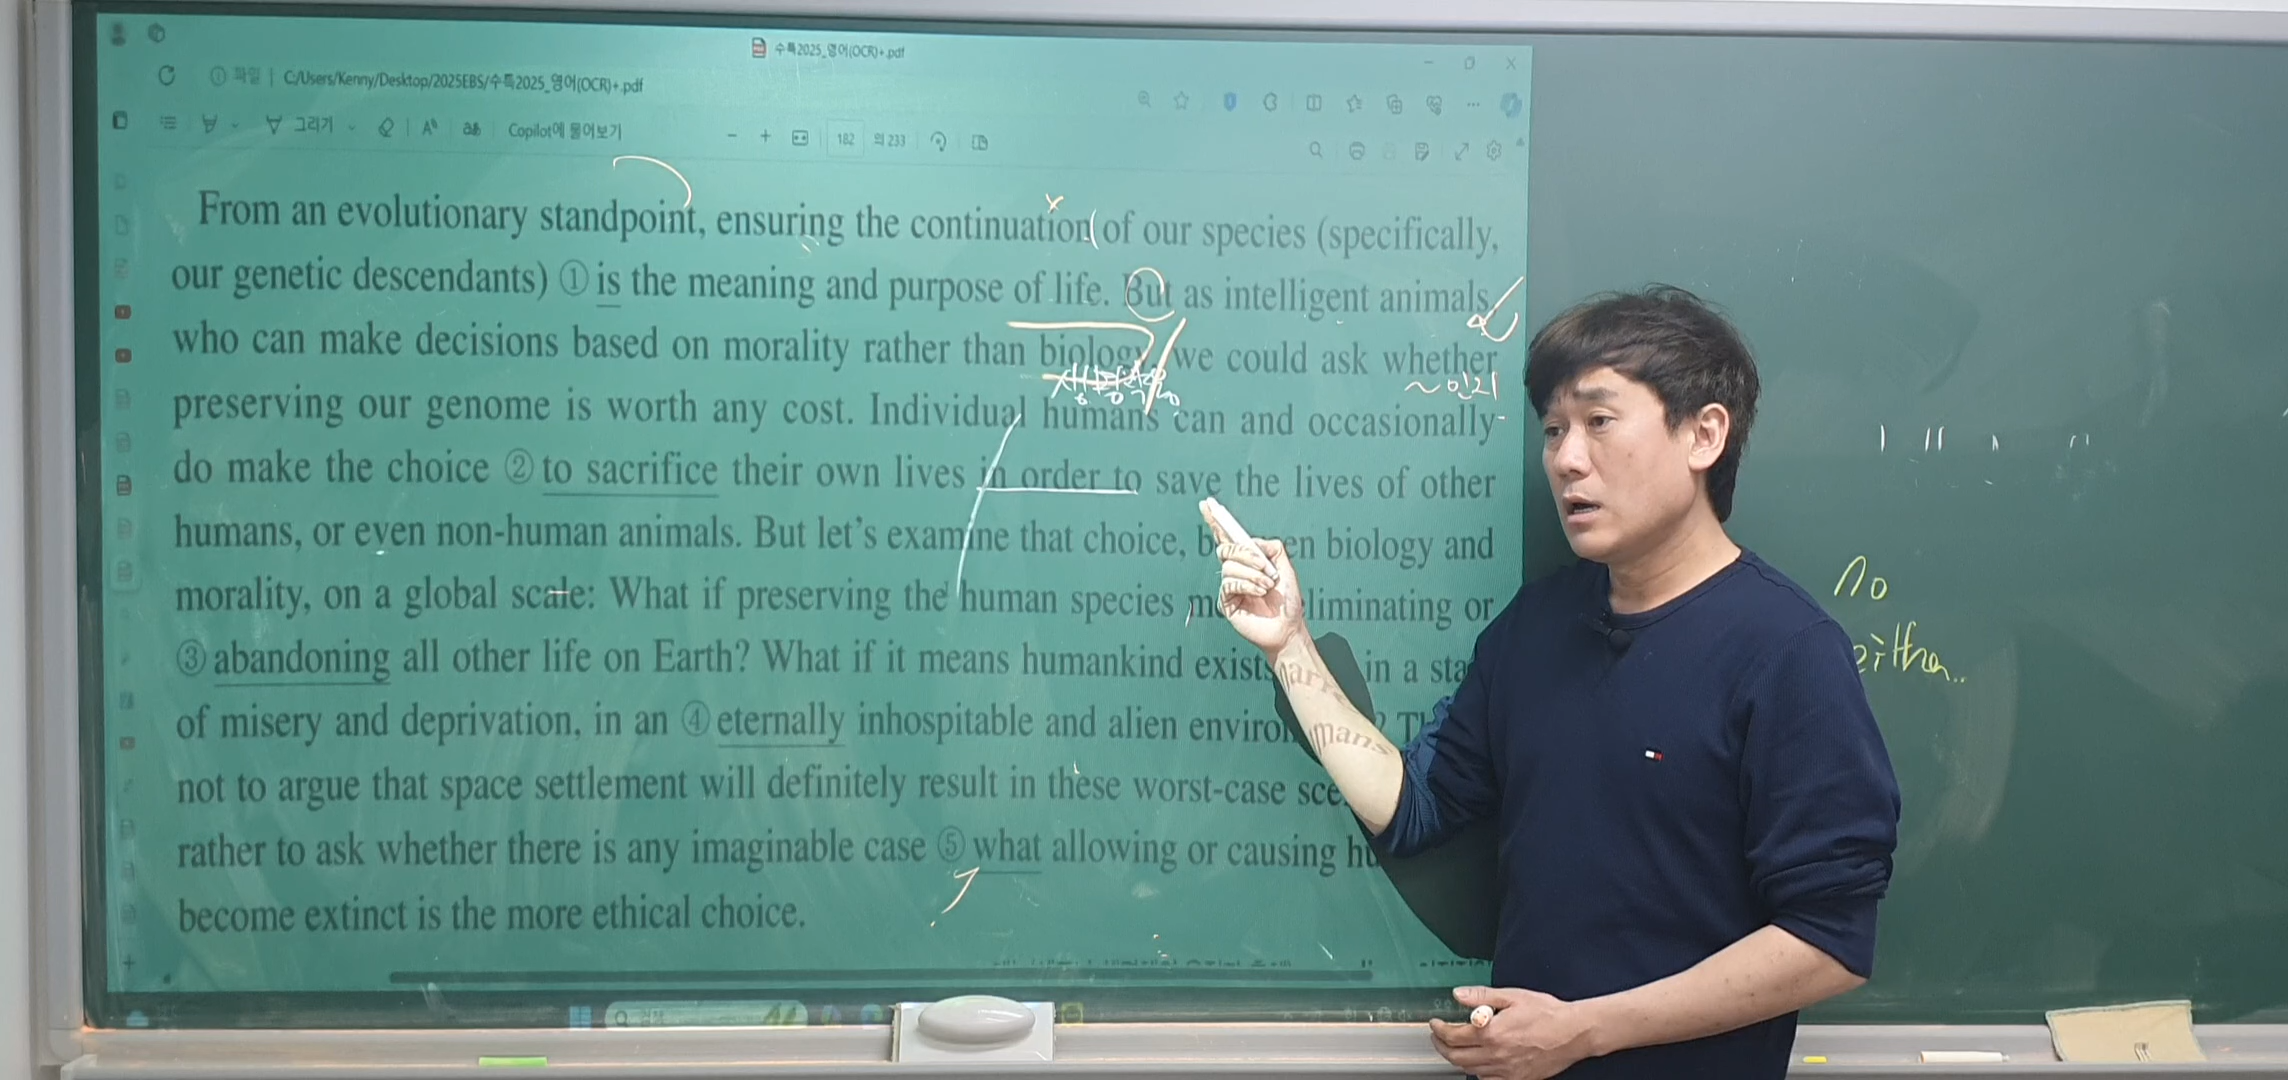 수특2025_영어(OCR)+.pdf
파일 | C:/Users/Kenny/Desktop/2025EBS/수특2025_영어(OCR)+.pdf
그리기 Copilot에 물어보기 − + 182 의 233
From an evolutionary standpoint, ensuring the continuation of our species (specifically,
our genetic descendants) ① is the meaning and purpose of life. But as intelligent animals
who can make decisions based on morality rather than biology, we could ask whether
~인지
preserving our genome is worth any cost. Individual humans can and occasionally
do make the choice ② to sacrifice their own lives in order to save the lives of other
humans, or even non-human animals. But let's examine that choice, en biology and
morality, on a global scale: What if preserving the human species liminating or
③ abandoning all other life on Earth? What if it means humankind exists in a sta
of misery and deprivation, in an ④ eternally inhospitable and alien enviro
not to argue that space settlement will definitely result in these worst-case sce
rather to ask whether there is any imaginable case ⑤ what allowing or causing hu
become extinct is the more ethical choice.
no